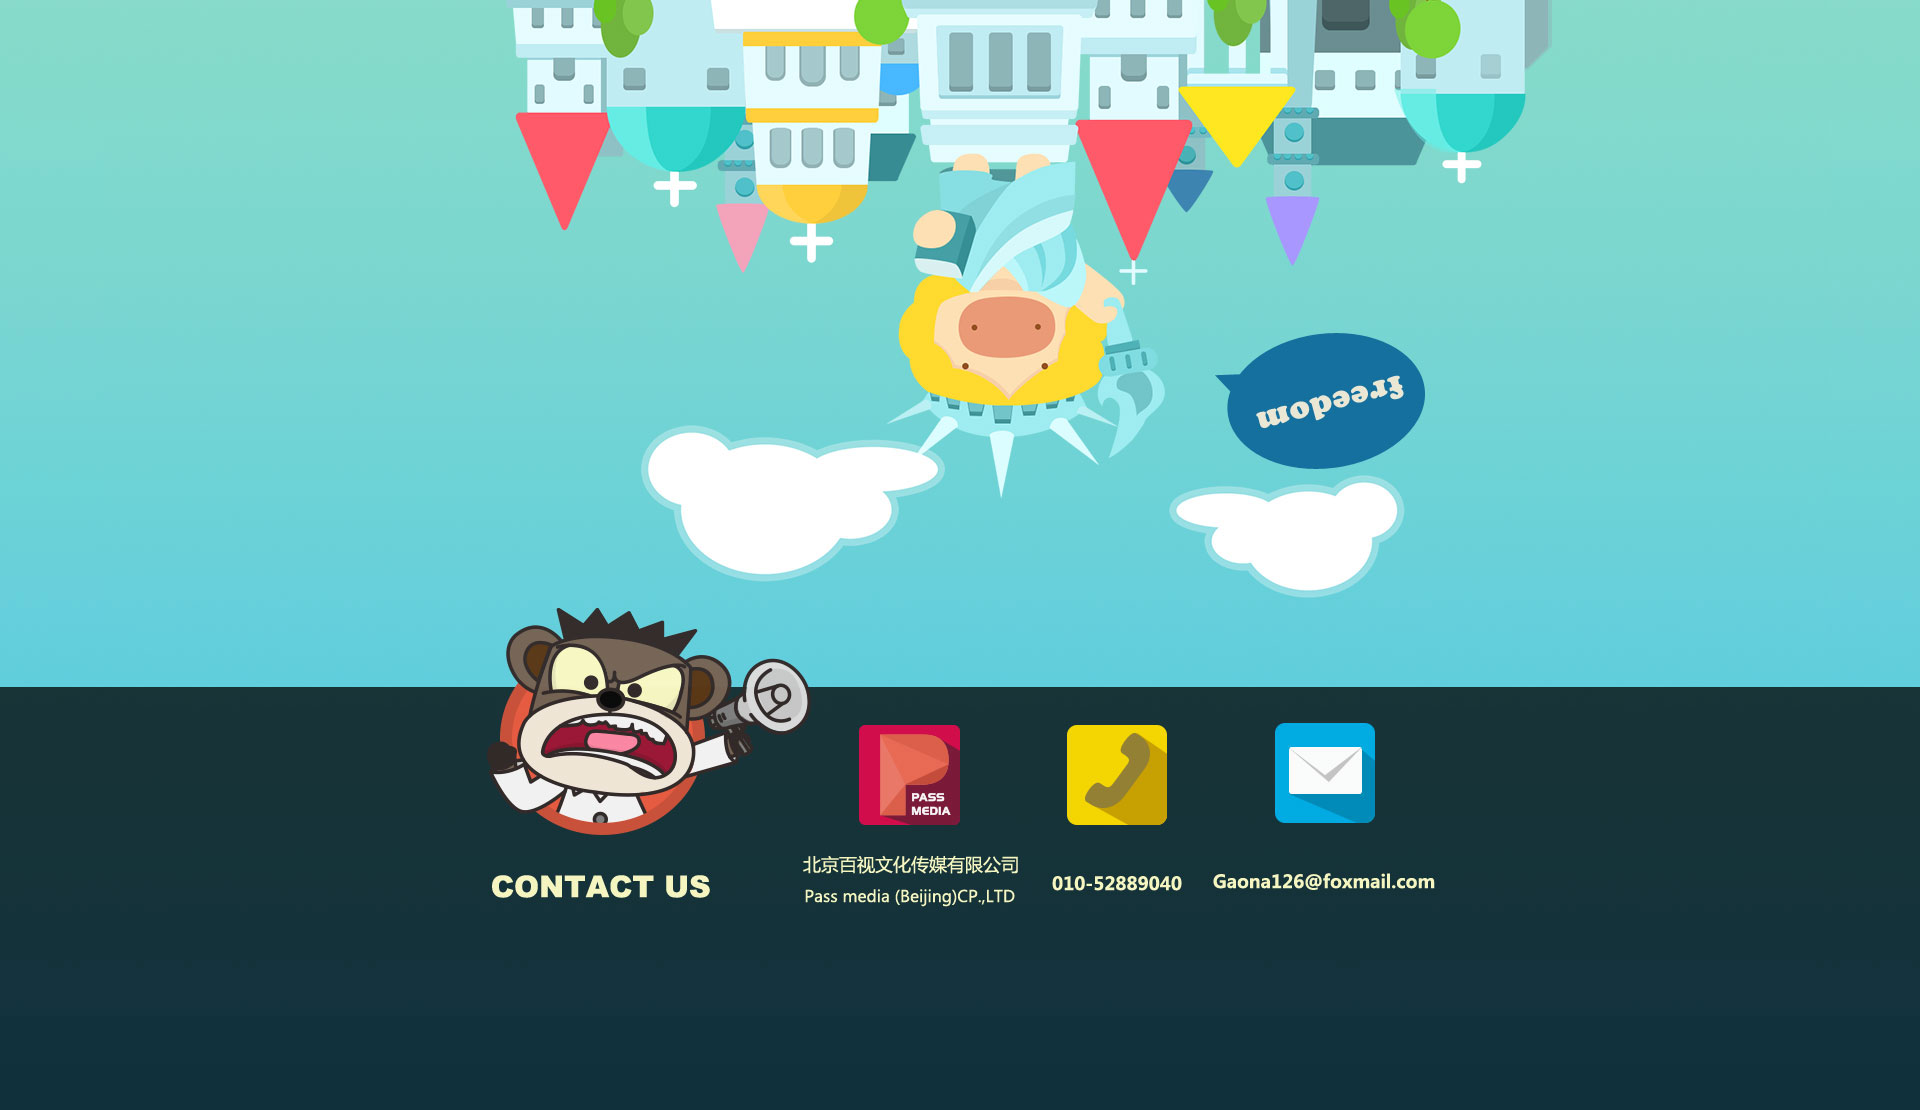 freedom
PASS
MEDIA
北京百视文化传媒有限公司
Pass media (Beijing)CP.,LTD
010-52889040
Gaona126@foxmail.com
CONTACT US